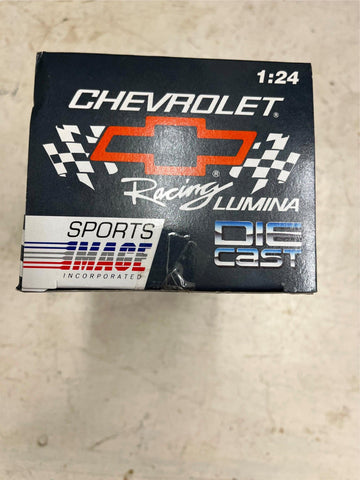 1:24
CHEVROLET®
Racing®
LUMINA
SPORTS
IMAGE
INCORPORATED
DIE
CAST